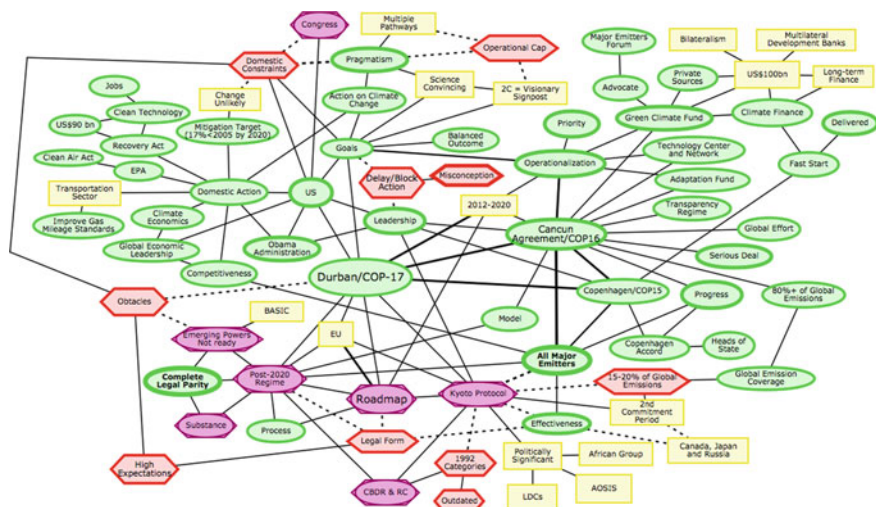 Congress
Multiple
Pathways
Operational Cap
Major Emitters
Forum
Bilateralism
Multilateral
Development Banks
Domestic
Constraints
Pragmatism
Private
Sources
US$100bn
Long-term
Finance
Jobs
Change
Unlikely
Action on Climate
Change
Science
Convincing
2C = Visionary
Signpost
Advocate
Clean Technology
Green Climate Fund
Climate Finance
US$90 bn
Mitigation Target
[17%<2005 by 2020)
Priority
Delivered
Recovery Act
Goals
Balanced
Outcome
Technology Center
and Network
Clean Air Act
EPA
Operationalization
Fast Start
Delay/Block
Action
Misconception
Adaptation Fund
Transportation
Sector
Domestic Action
US
2012-2020
Transparency
Regime
Climate
Economics
Leadership
Improve Gas
Mileage Standards
Cancun
Agreement/COP16
Global Effort
Global Economic
Leadership
Obama
Administration
Serious Deal
Competitiveness
Durban/COP-17
Copenhagen/COP15
Progress
80%+ of Global
Emissions
Obstacles
BASIC
Model
Emerging Powers
Not ready
EU
Copenhagen
Accord
Heads of
State
All Major
Emitters
Complete
Legal Parity
Post-2020
Regime
15-20% of Global
Emissions
Global Emission
Coverage
Roadmap
Kyoto Protocol
2nd
Commitment
Period
Substance
Process
Effectiveness
Legal Form
Canada, Japan
and Russia
High
Expectations
1992
Categories
Politically
Significant
African Group
CBDR & RC
Outdated
LDCs
AOSIS